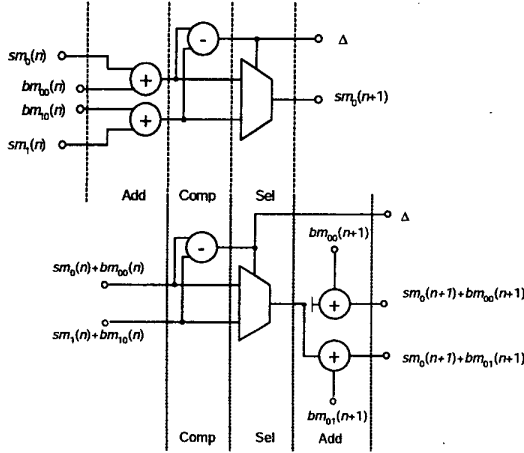 sm₀(n)
Δ
bm₀₀(n)
sm₀(n+1)
bm₁₀(n)
sm₁(n)
+
+
-
Add Comp Sel
Δ
bm₀₀(n+1)
-
sm₀(n)+bm₀₀(n)
sm₀(n+1)+bm₀₀(n+1)
+
sm₁(n)+bm₁₀(n)
+
sm₀(n+1)+bm₀₁(n+1)
bm₀₁(n+1)
Comp Sel Add